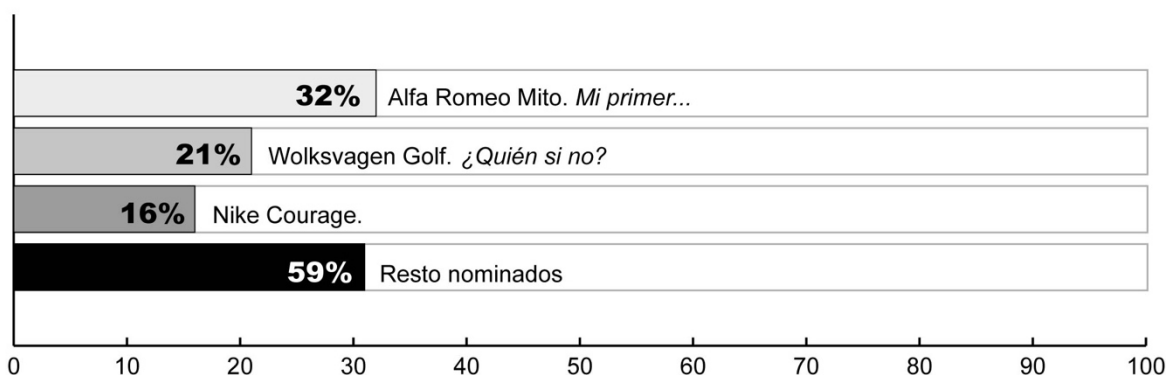 32% Alfa Romeo Mito. Mi primer...
21% Wolksvagen Golf. ¿Quién si no?
16% Nike Courage.
59% Resto nominados
0 10 20 30 40 50 60 70 80 90 100